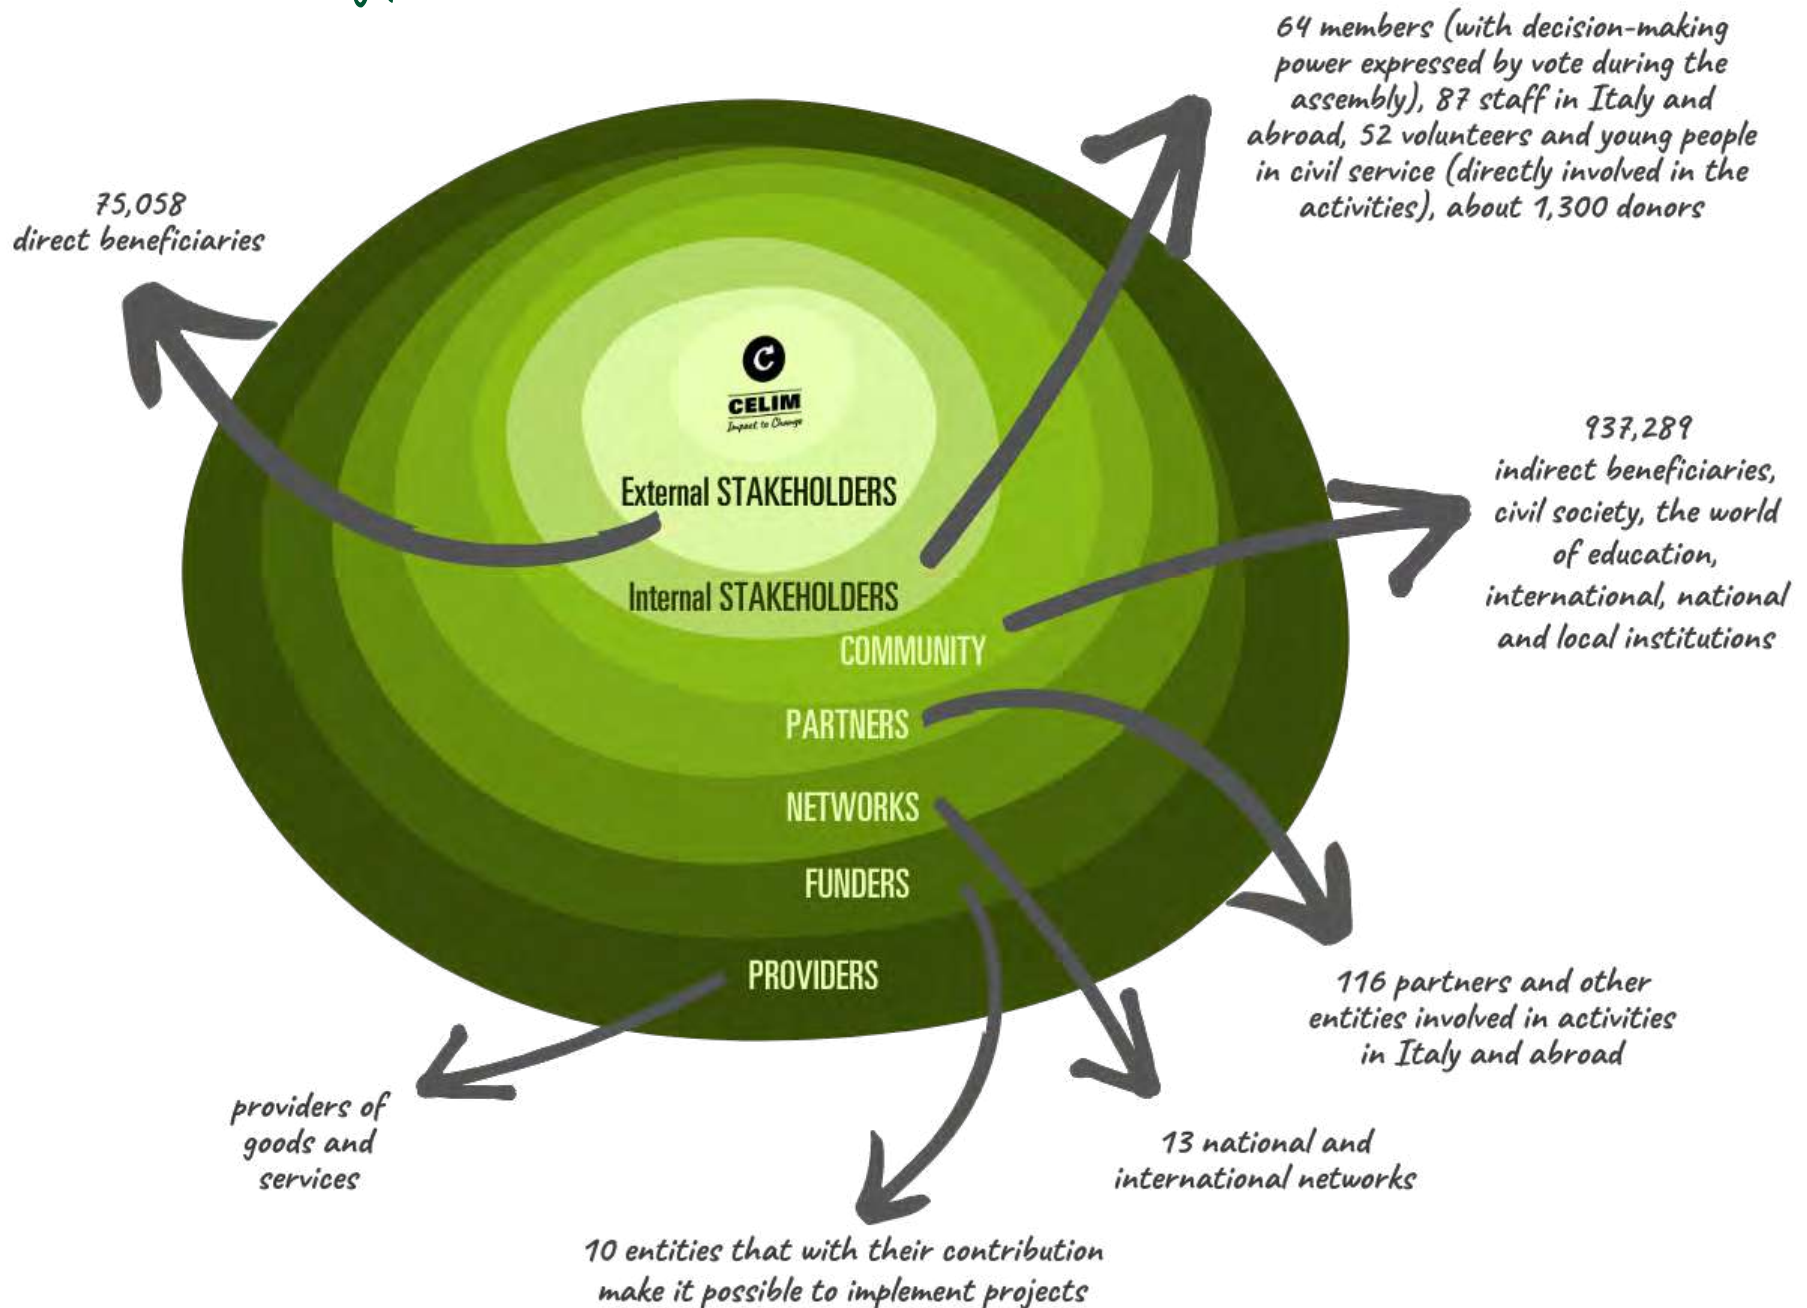 64 members (with decision-making
power expressed by vote during the
assembly), 87 staff in Italy and
abroad, 52 volunteers and young people
in civil service (directly involved in the
activities), about 1,300 donors
75,058
direct beneficiaries
C
CELIM
Impact to Change
External STAKEHOLDERS
Internal STAKEHOLDERS
COMMUNITY
PARTNERS
NETWORKS
FUNDERS
PROVIDERS
937,289
indirect beneficiaries,
civil society, the world
of education,
international, national
and local institutions
116 partners and other
entities involved in activities
in Italy and abroad
13 national and
international networks
10 entities that with their contribution
make it possible to implement projects
providers of
goods and
services